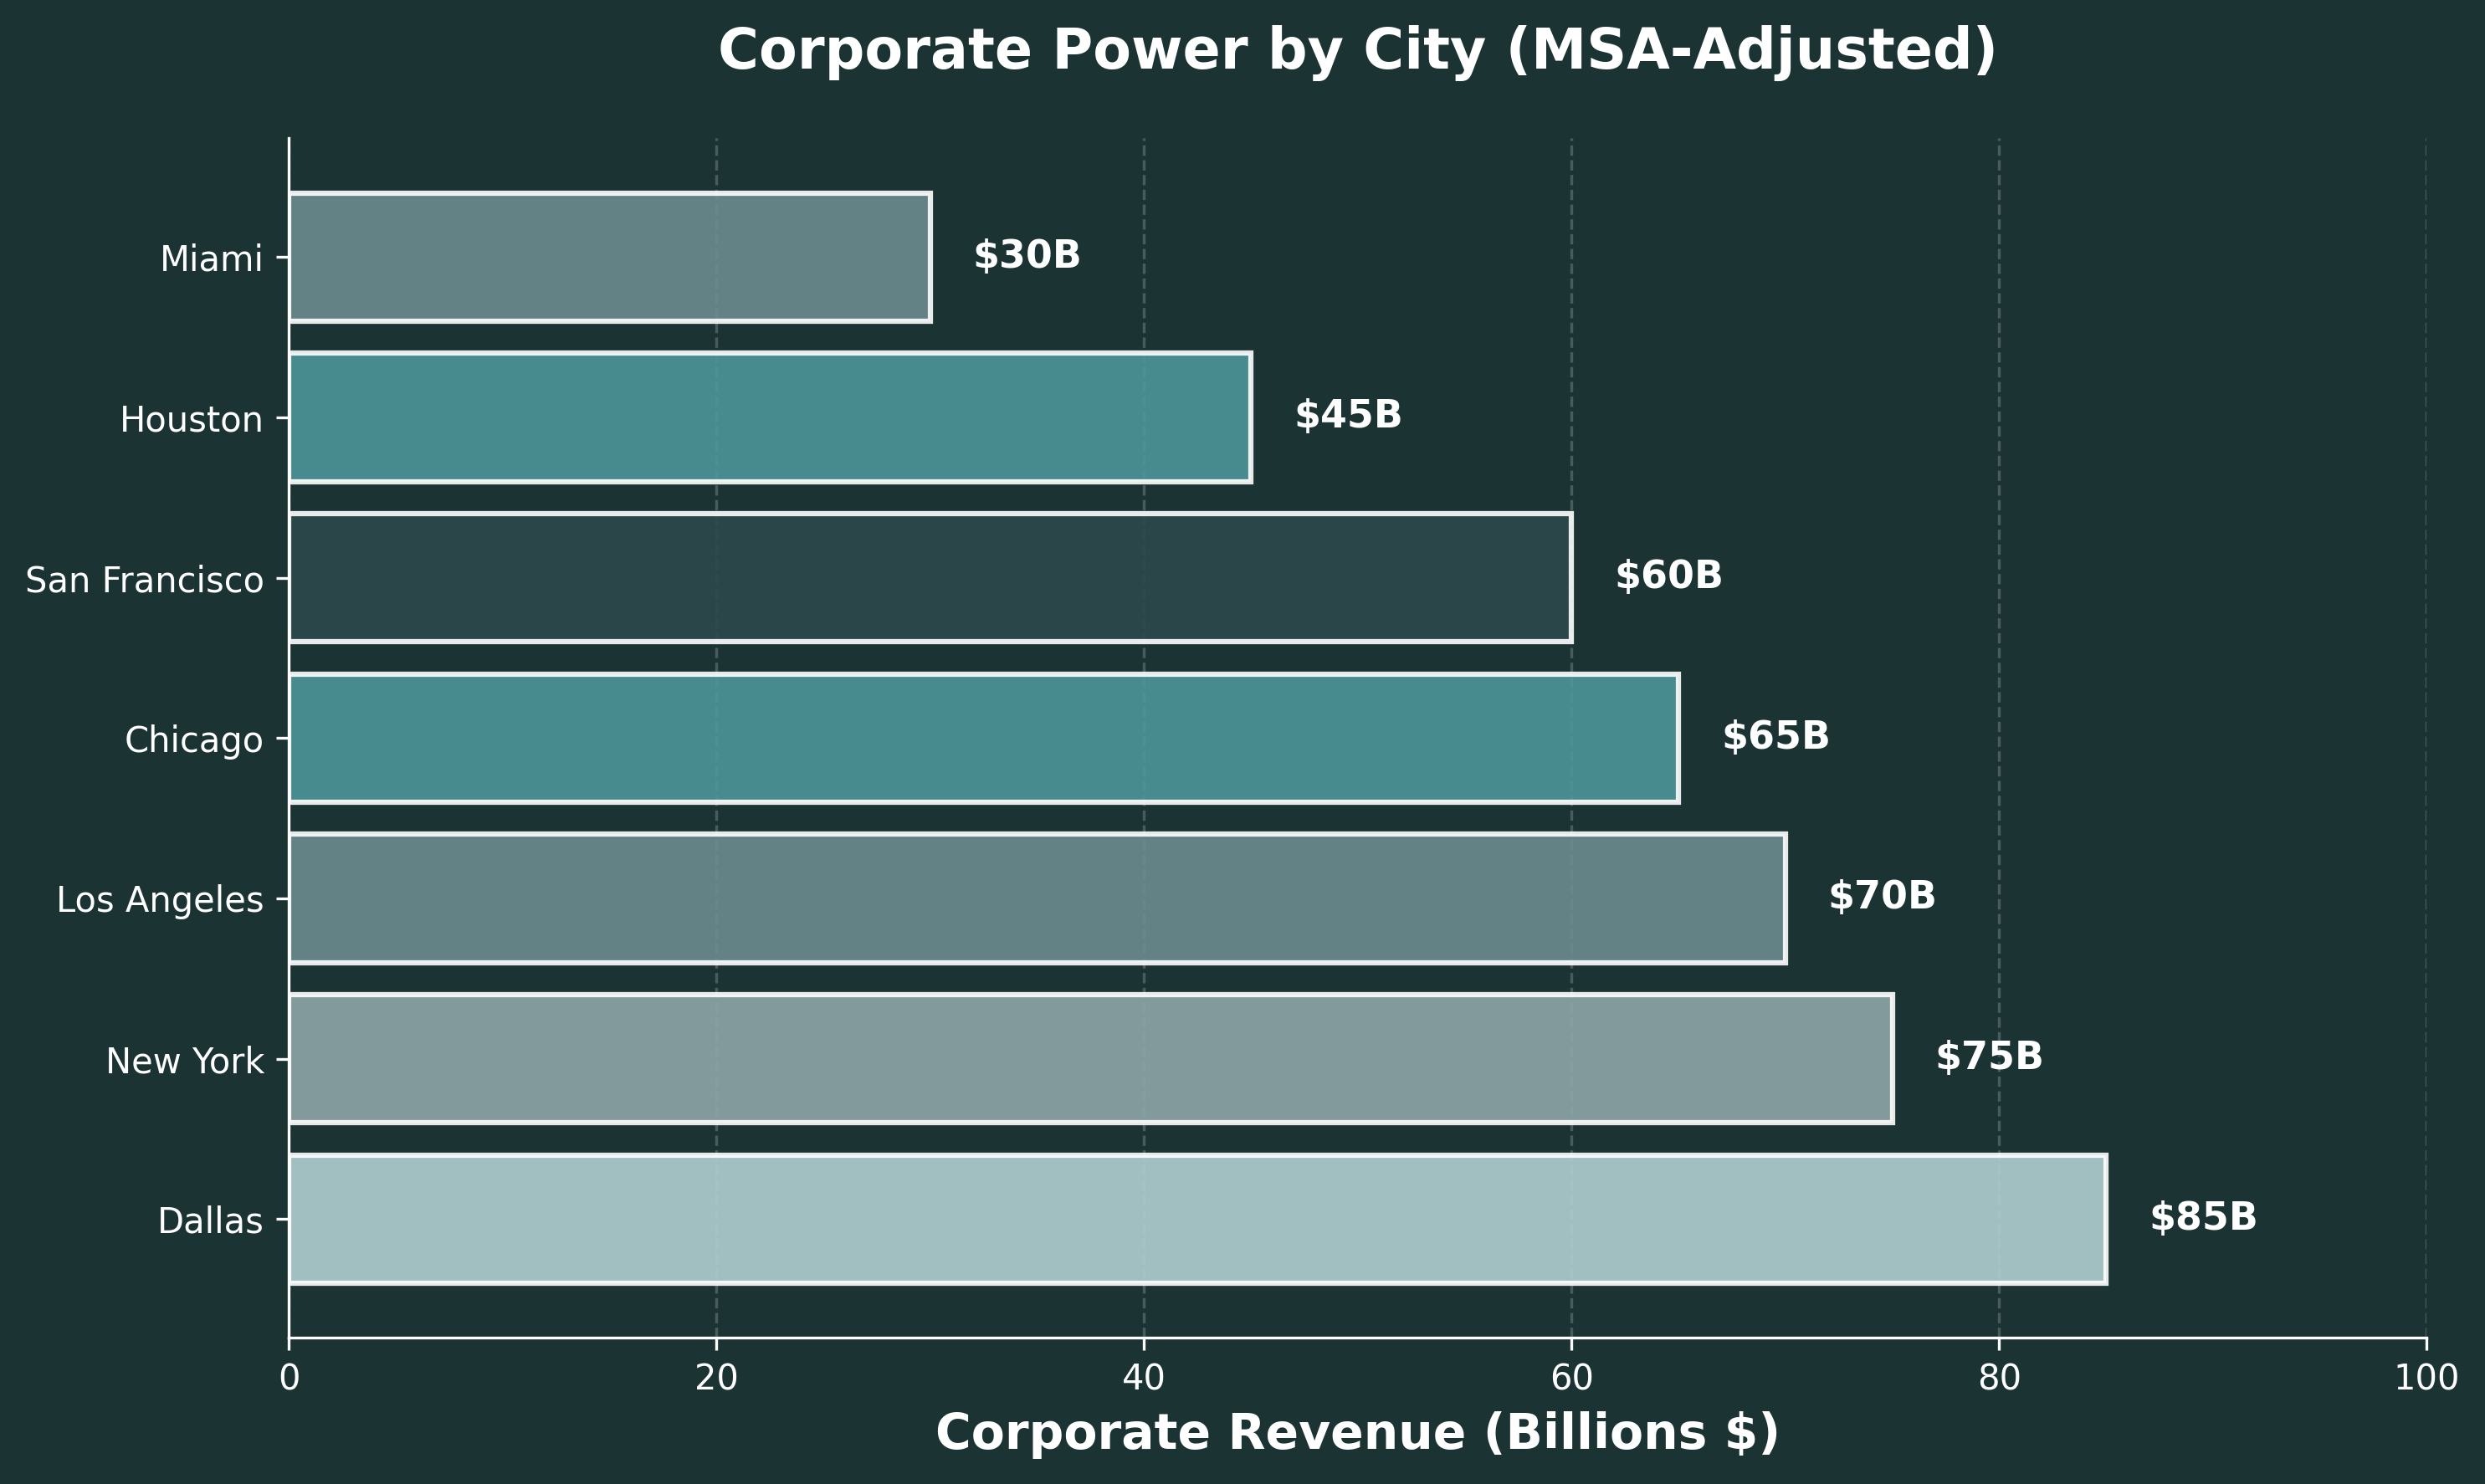 Corporate Power by City (MSA-Adjusted)
Miami
$30B
Houston
$45B
San Francisco
$60B
Chicago
$65B
Los Angeles
$70B
New York
$75B
Dallas
$85B
0 20 40 60 80 100
Corporate Revenue (Billions $)